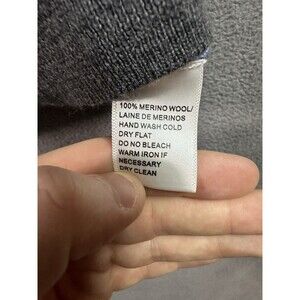 100% MERINO WOOL/
LAINE DE MERINOS
HAND WASH COLD
DRY FLAT
DO NO BLEACH
WARM IRON IF
NECESSARY
DRY CLEAN